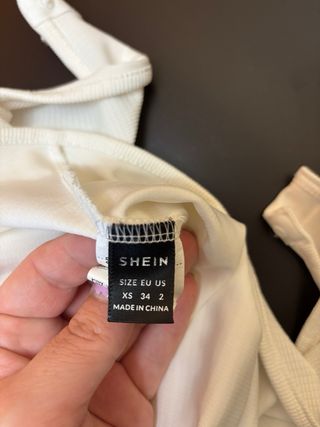 SHEIN
SIZE EU US
XS 34 2
MADE IN CHINA